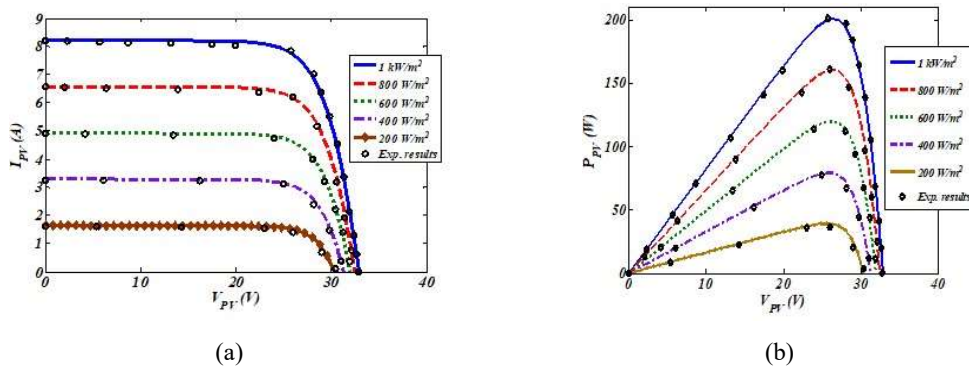 9
8
7
6
5
4
3
2
1
0
I_PV (A)
0 10 20 30 40
V_PV (V)
1 kW/m²
800 W/m²
600 W/m²
400 W/m²
200 W/m²
Exp. results
(a)
200
150
100
50
0
P_PV (W)
0 10 20 30 40
V_PV (V)
1 kW/m²
800 W/m²
600 W/m²
400 W/m²
200 W/m²
Exp. results
(b)